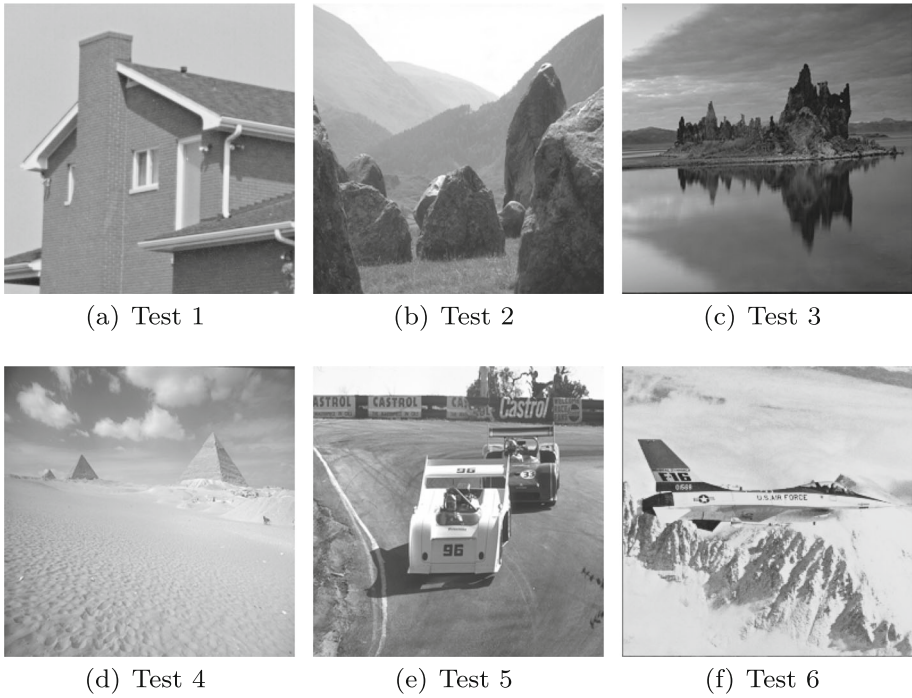 (a) Test 1
(b) Test 2
(c) Test 3
(d) Test 4
CASTROL
CASTROL
Castrol
96
96
(e) Test 5
F-16
U.S. AIR FORCE
(f) Test 6